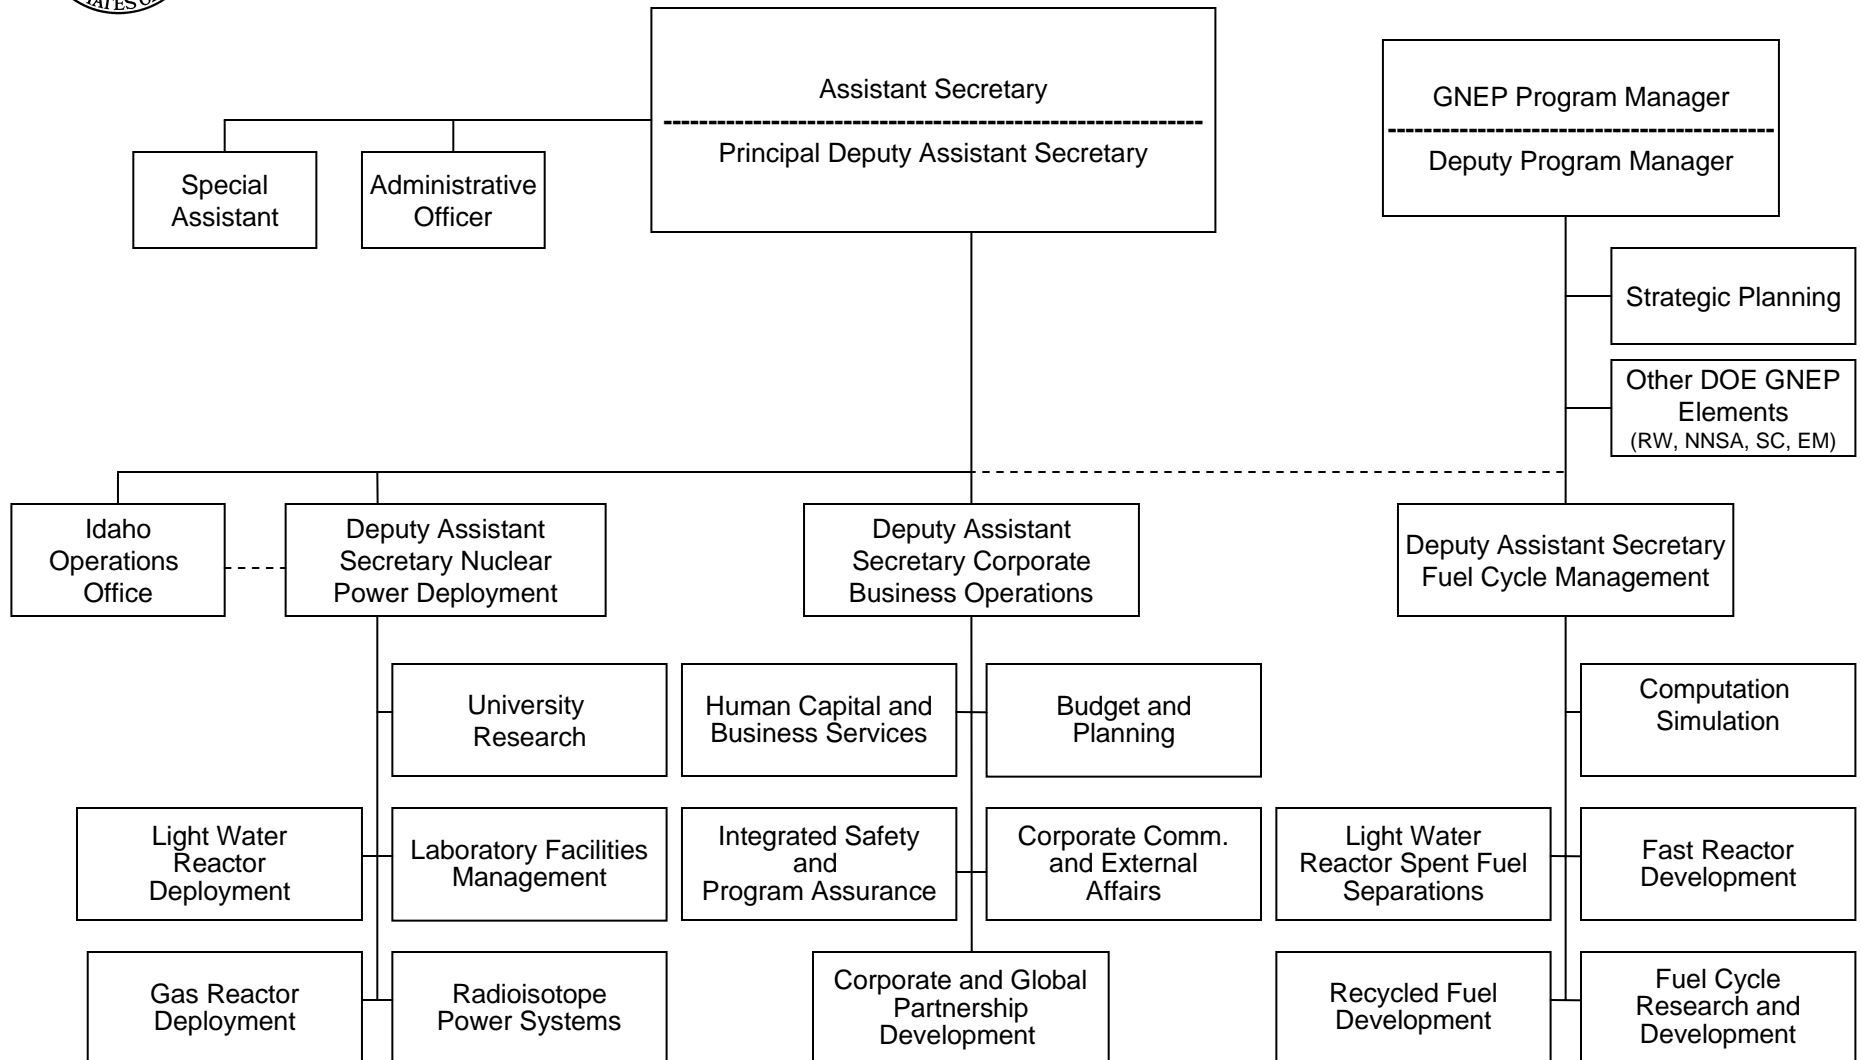 ATES O
Assistant Secretary
Principal Deputy Assistant Secretary
GNEP Program Manager
Deputy Program Manager
Special
Assistant
Administrative
Officer
Strategic Planning
Other DOE GNEP
Elements
(RW, NNSA, SC, EM)
Idaho
Operations
Office
Deputy Assistant
Secretary Nuclear
Power Deployment
Deputy Assistant
Secretary Corporate
Business Operations
Deputy Assistant Secretary
Fuel Cycle Management
University
Research
Human Capital and
Business Services
Budget and
Planning
Computation
Simulation
Light Water
Reactor
Deployment
Laboratory Facilities
Management
Integrated Safety
and
Program Assurance
Corporate Comm.
and External
Affairs
Light Water
Reactor Spent Fuel
Separations
Fast Reactor
Development
Gas Reactor
Deployment
Radioisotope
Power Systems
Corporate and Global
Partnership
Development
Recycled Fuel
Development
Fuel Cycle
Research and
Development